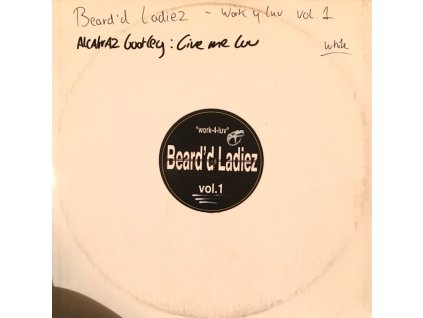 Beard'd Ladiez - Work 4 Luv vol. 1
Alcatraz bootleg: Give me luv
White
"work-4-luv"
Beard'd Ladiez
vol.1